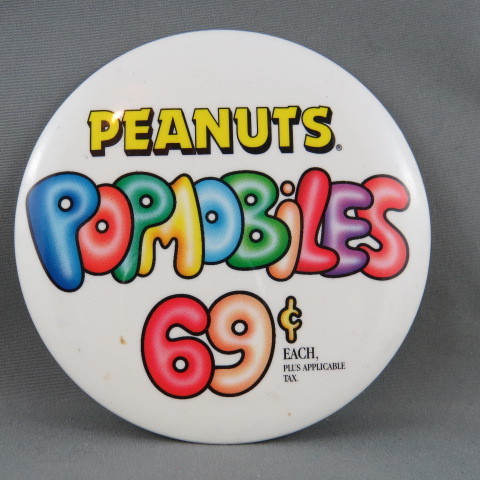 PEANUTS®
POPMOBiLES
69¢
EACH,
PLUS APPLICABLE
TAX.